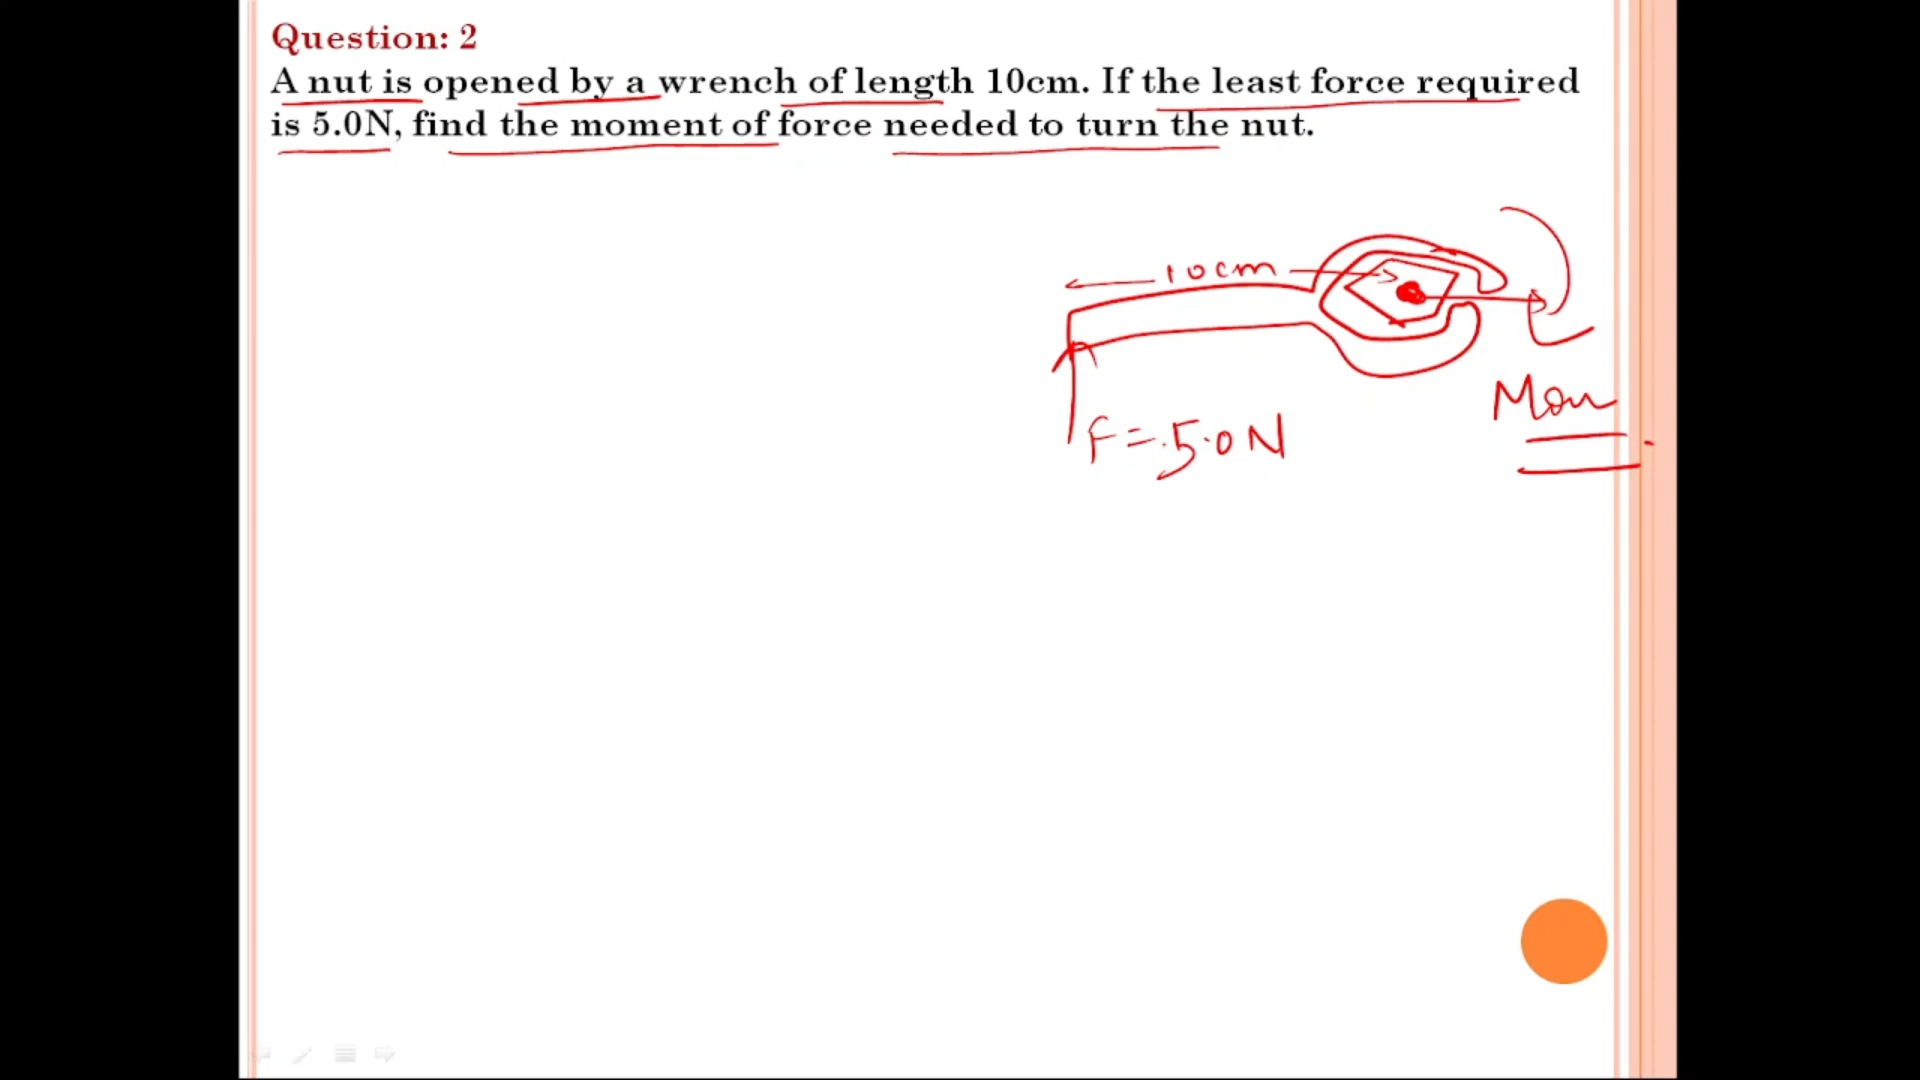 Question: 2
A nut is opened by a wrench of length 10cm. If the least force required
is 5.0N, find the moment of force needed to turn the nut.
10cm
F = 5.0N